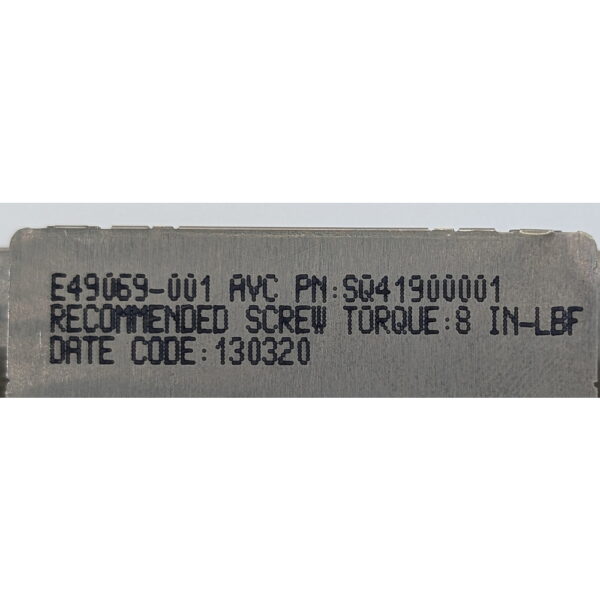 E49069-001 AVC PN:SQ41900001
RECOMMENDED SCREW TORQUE:8 IN-LBF
DATE CODE:130320